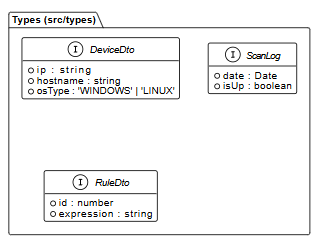 Types (src/types)
I DeviceDto
ip : string
hostname : string
osType : 'WINDOWS' | 'LINUX'
I ScanLog
date : Date
isUp : boolean
I RuleDto
id : number
expression : string